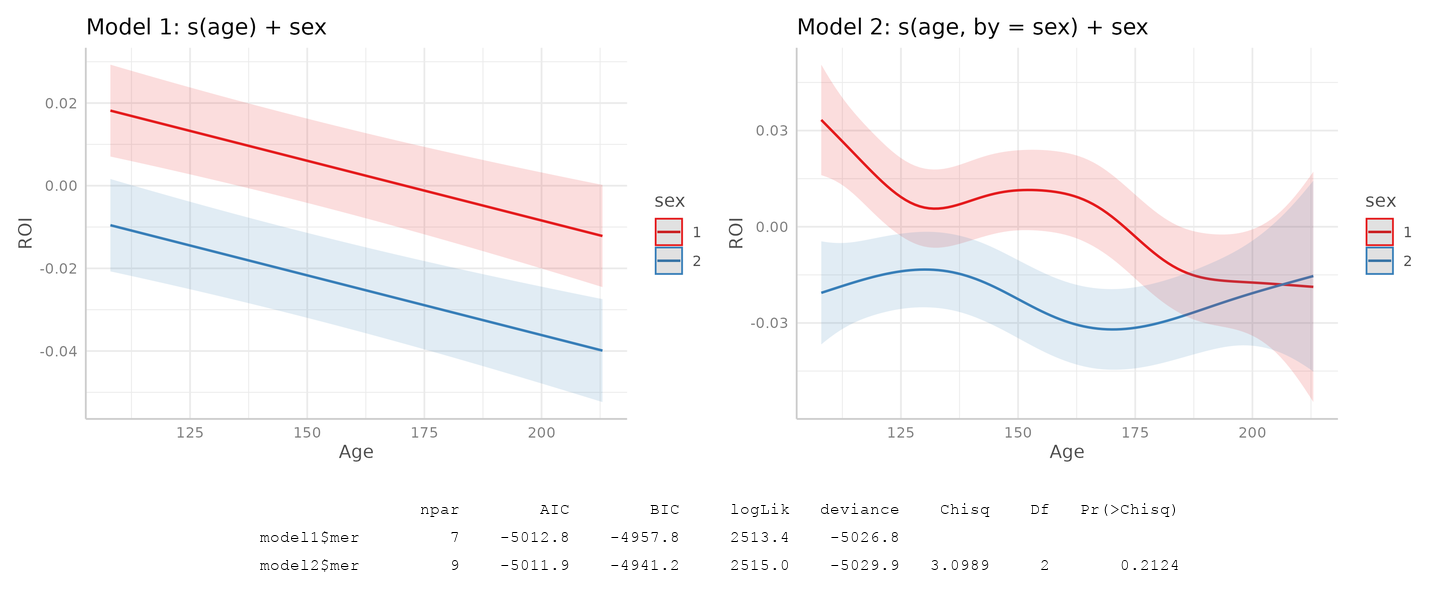 Model 1: s(age) + sex
0.02
0.00
-0.02
-0.04
ROI
125 150 175 200
Age
sex
1
2
Model 2: s(age, by = sex) + sex
0.03
0.00
-0.03
ROI
125 150 175 200
Age
sex
1
2
npar AIC BIC logLik deviance Chisq Df Pr(>Chisq)
model1$mer 7 -5012.8 -4957.8 2513.4 -5026.8
model2$mer 9 -5011.9 -4941.2 2515.0 -5029.9 3.0989 2 0.2124